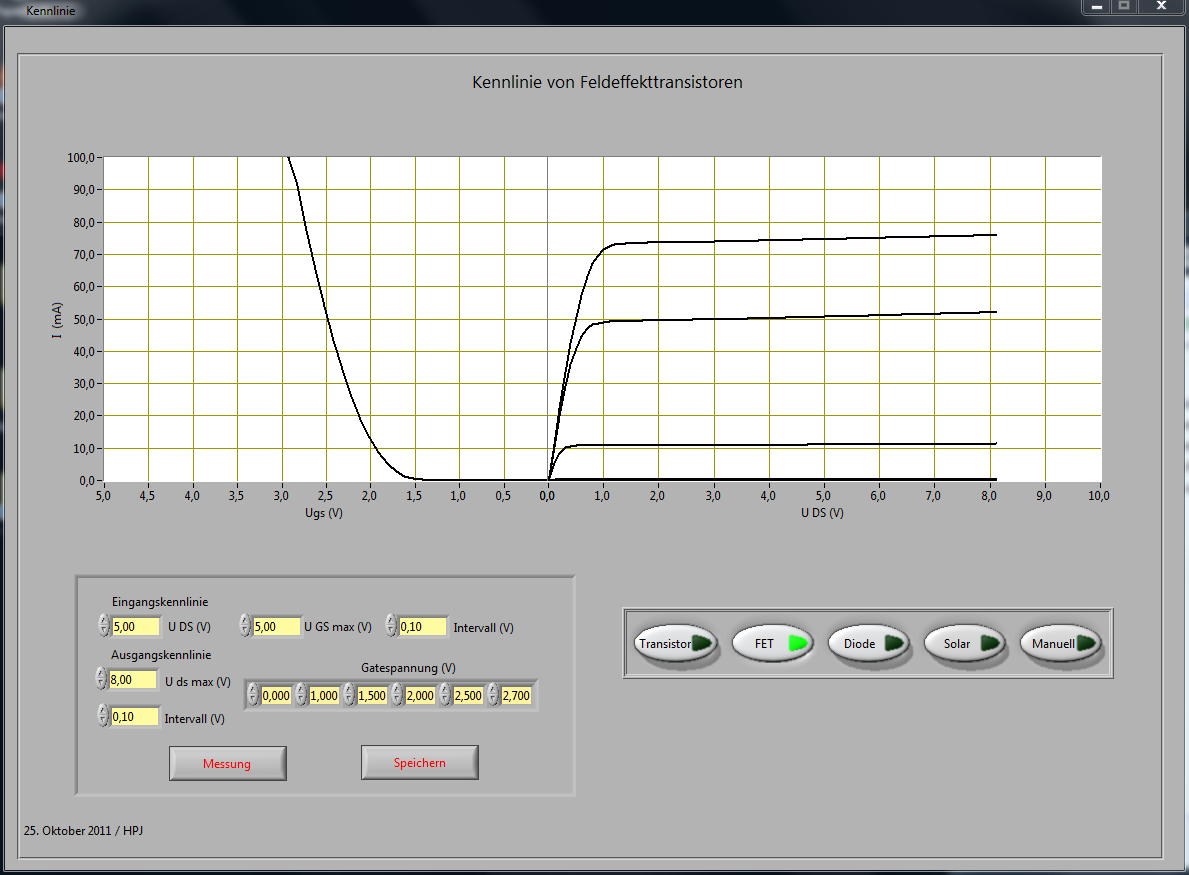 Kennlinie
Kennlinie von Feldeffekttransistoren
100,0
90,0
80,0
70,0
60,0
50,0
40,0
30,0
20,0
10,0
0,0
I (mA)
5,0 4,5 4,0 3,5 3,0 2,5 2,0 1,5 1,0 0,5 0,0 1,0 2,0 3,0 4,0 5,0 6,0 7,0 8,0 9,0 10,0
Ugs (V) U DS (V)
Eingangskennlinie
5,00 U DS (V) 5,00 U GS max (V) 0,10 Intervall (V)
Ausgangskennlinie
Gatespannung (V)
8,00 U ds max (V)
0,000 1,000 1,500 2,000 2,500 2,700
0,10 Intervall (V)
Messung Speichern
Transistor FET Diode Solar Manuell
25. Oktober 2011 / HPJ